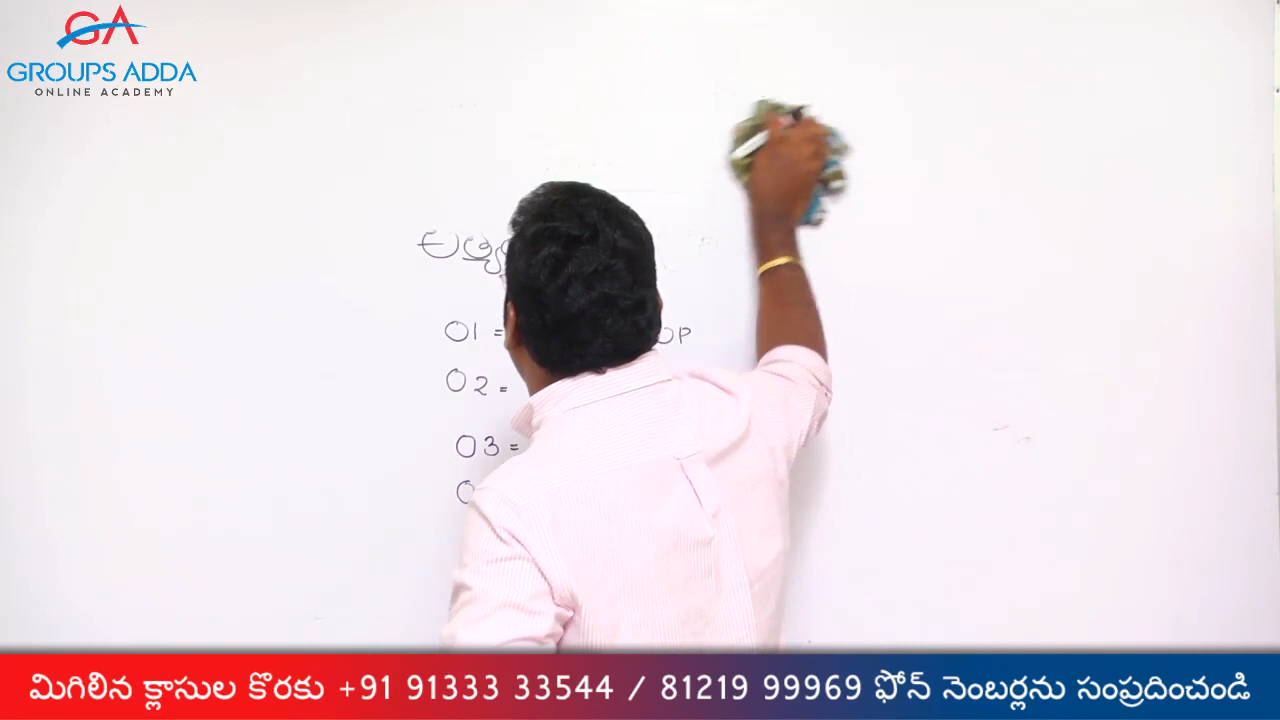 GA
GROUPS ADDA
ONLINE ACADEMY
O1 =
OP
O2 =
O3 =
మిగిలిన క్లాసుల కొరకు +91 91333 33544 / 81219 99969 ఫోన్ నెంబర్లను సంప్రదించండి